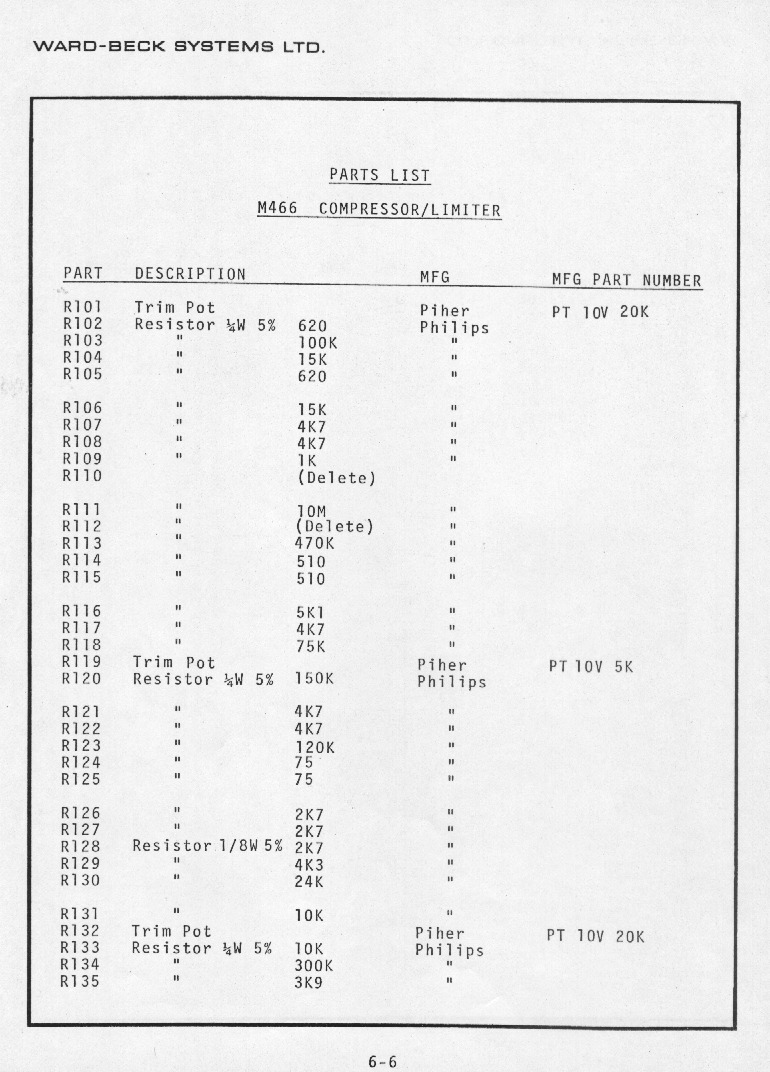 WARD-BECK SYSTEMS LTD.
PARTS LIST
M466 COMPRESSOR/LIMITER
PART DESCRIPTION MFG MFG PART NUMBER
R101 Trim Pot Piher PT 10V 20K
R102 Resistor ¼W 5% 620 Philips
R103 " 100K "
R104 " 15K "
R105 " 620 "
R106 " 15K "
R107 " 4K7 "
R108 " 4K7 "
R109 " 1K "
R110 (Delete)
R111 " 10M "
R112 " (Delete) "
R113 " 470K "
R114 " 510 "
R115 " 510 "
R116 " 5K1 "
R117 " 4K7 "
R118 " 75K "
R119 Trim Pot Piher PT 10V 5K
R120 Resistor ¼W 5% 150K Philips
R121 " 4K7 "
R122 " 4K7 "
R123 " 120K "
R124 " 75 "
R125 " 75 "
R126 " 2K7 "
R127 " 2K7 "
R128 Resistor 1/8W 5% 2K7 "
R129 " 4K3 "
R130 " 24K "
R131 " 10K "
R132 Trim Pot Piher PT 10V 20K
R133 Resistor ¼W 5% 10K Philips
R134 " 300K "
R135 " 3K9 "
6-6